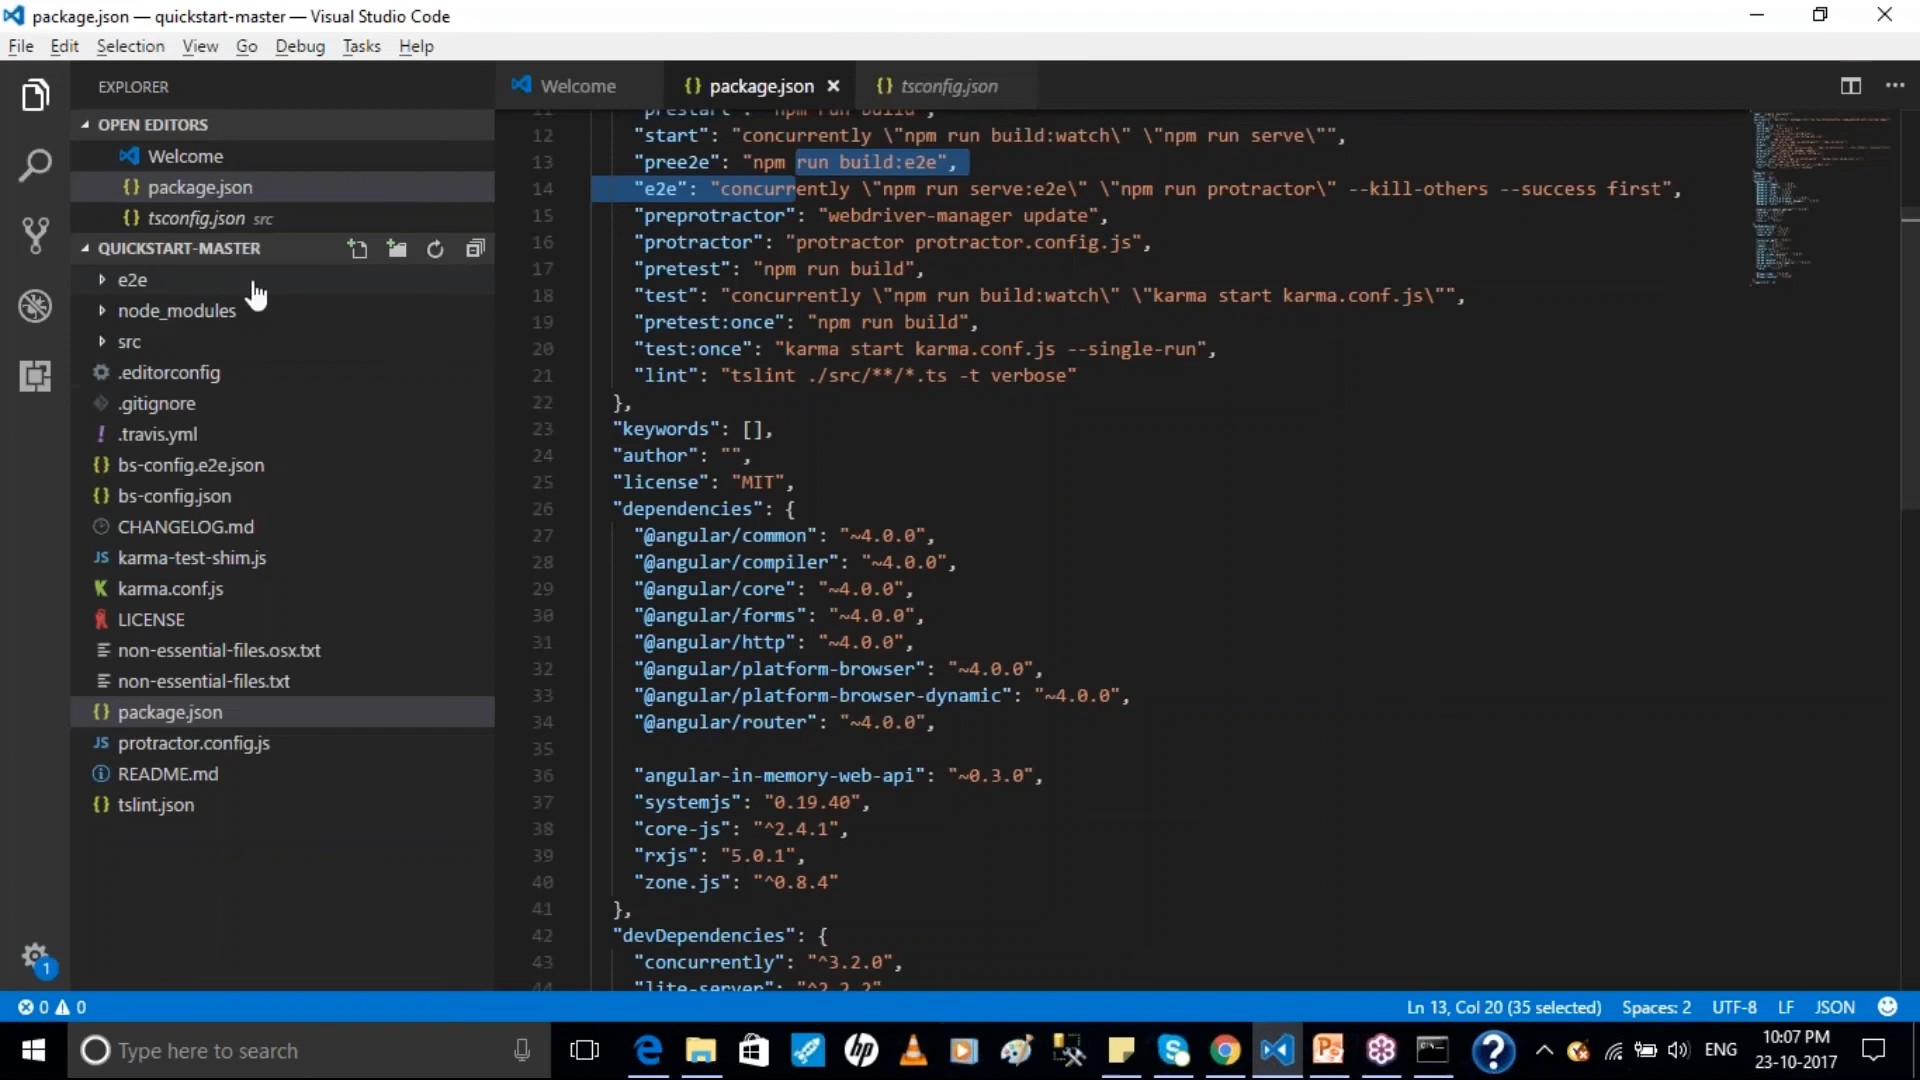 package.json — quickstart-master — Visual Studio Code
File Edit Selection View Go Debug Tasks Help
EXPLORER
OPEN EDITORS
Welcome
package.json
tsconfig.json src
QUICKSTART-MASTER
e2e
node_modules
src
.editorconfig
.gitignore
.travis.yml
bs-config.e2e.json
bs-config.json
CHANGELOG.md
karma-test-shim.js
karma.conf.js
LICENSE
non-essential-files.osx.txt
non-essential-files.txt
package.json
protractor.config.js
README.md
tslint.json
Welcome package.json tsconfig.json
11 "prestart": "npm run build",
12 "start": "concurrently \"npm run build:watch\" \"npm run serve\"",
13 "pree2e": "npm run build:e2e",
14 "e2e": "concurrently \"npm run serve:e2e\" \"npm run protractor\" --kill-others --success first",
15 "preprotractor": "webdriver-manager update",
16 "protractor": "protractor protractor.config.js",
17 "pretest": "npm run build",
18 "test": "concurrently \"npm run build:watch\" \"karma start karma.conf.js\"",
19 "pretest:once": "npm run build",
20 "test:once": "karma start karma.conf.js --single-run",
21 "lint": "tslint ./src/**/*.ts -t verbose"
22 },
23 "keywords": [],
24 "author": "",
25 "license": "MIT",
26 "dependencies": {
27 "@angular/common": "~4.0.0",
28 "@angular/compiler": "~4.0.0",
29 "@angular/core": "~4.0.0",
30 "@angular/forms": "~4.0.0",
31 "@angular/http": "~4.0.0",
32 "@angular/platform-browser": "~4.0.0",
33 "@angular/platform-browser-dynamic": "~4.0.0",
34 "@angular/router": "~4.0.0",
35
36 "angular-in-memory-web-api": "~0.3.0",
37 "systemjs": "0.19.40",
38 "core-js": "^2.4.1",
39 "rxjs": "5.0.1",
40 "zone.js": "^0.8.4"
41 },
42 "devDependencies": {
43 "concurrently": "^3.2.0",
44 "lite-server": "^2.2.2"
1
0 0 Ln 13, Col 20 (35 selected) Spaces: 2 UTF-8 LF JSON
Type here to search
hp
ENG
10:07 PM
23-10-2017